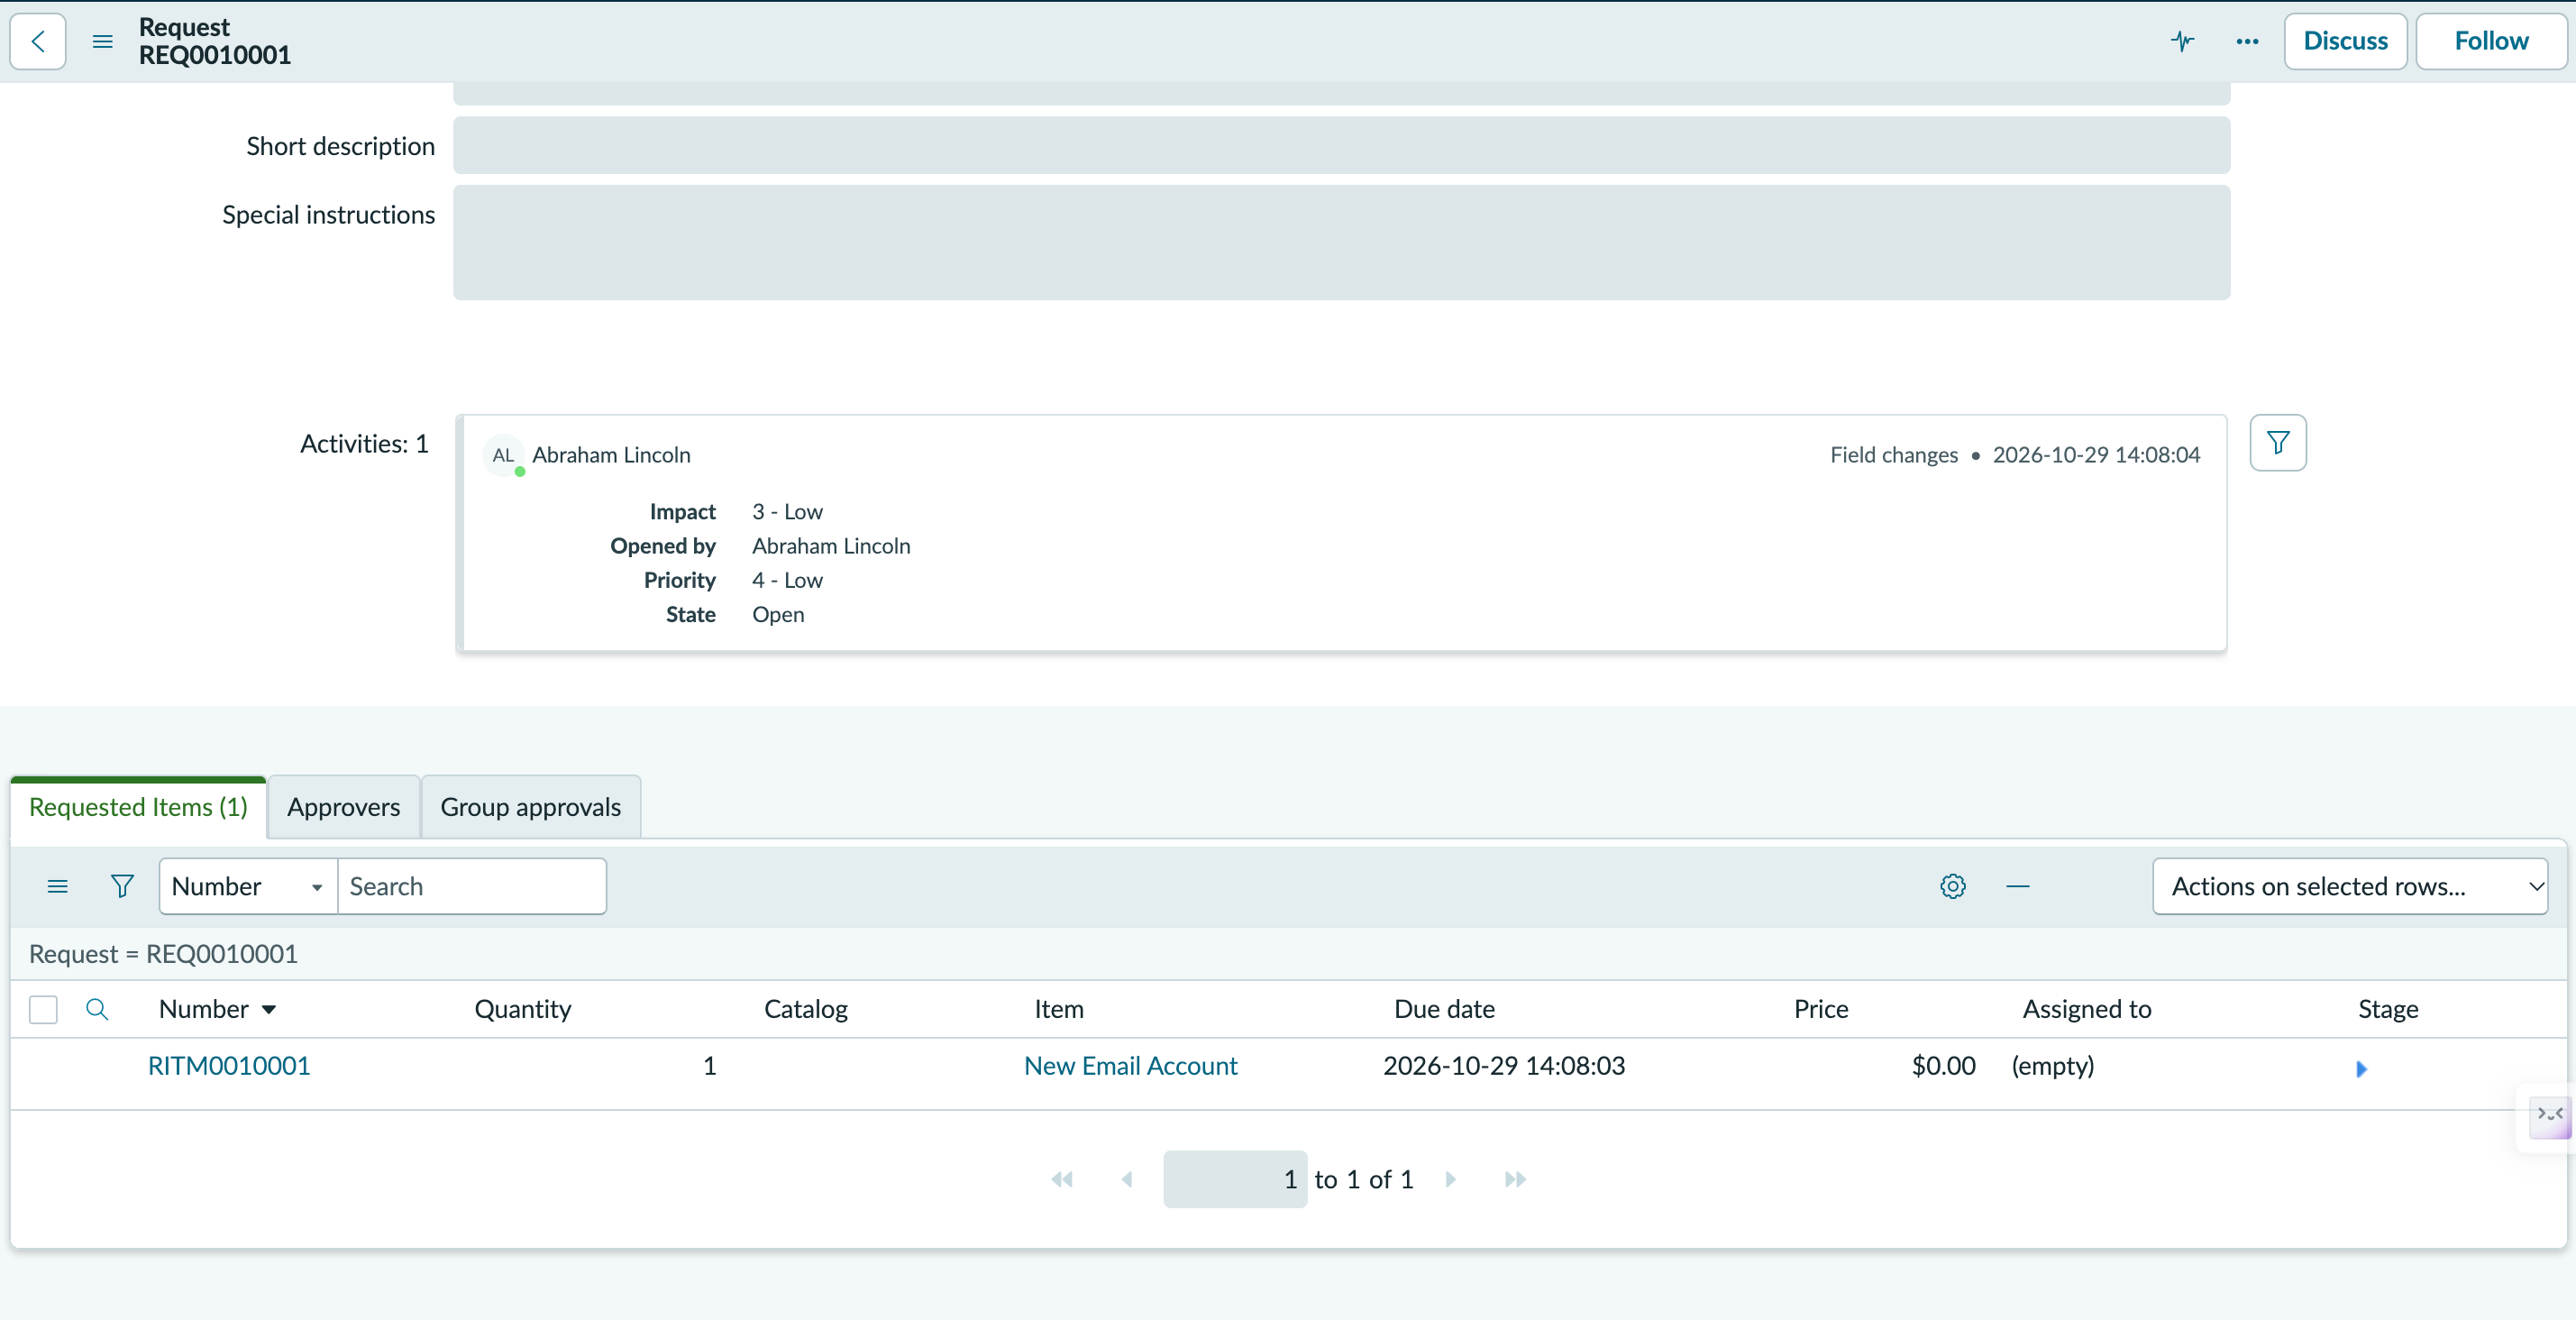 Request
REQ0010001
Discuss
Follow
Short description
Special instructions
Activities: 1
AL Abraham Lincoln
Field changes • 2026-10-29 14:08:04
Impact 3 - Low
Opened by Abraham Lincoln
Priority 4 - Low
State Open
Requested Items (1) Approvers Group approvals
Number Search Actions on selected rows...
Request = REQ0010001
Number Quantity Catalog Item Due date Price Assigned to Stage
RITM0010001 1 New Email Account 2026-10-29 14:08:03 $0.00 (empty)
1 to 1 of 1